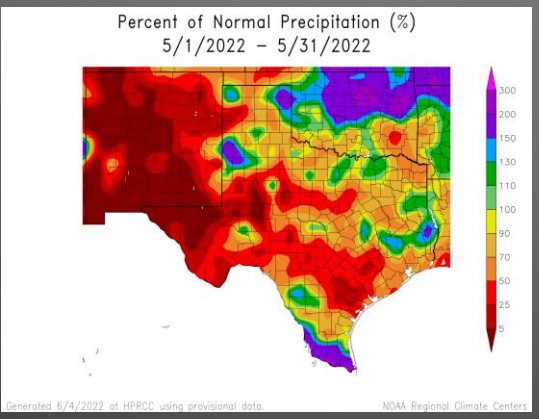 Percent of Normal Precipitation (%)
5/1/2022 – 5/31/2022
300
200
150
130
110
100
90
70
50
25
5
Generated 6/4/2022 at HPRCC using provisional data.
NOAA Regional Climate Centers